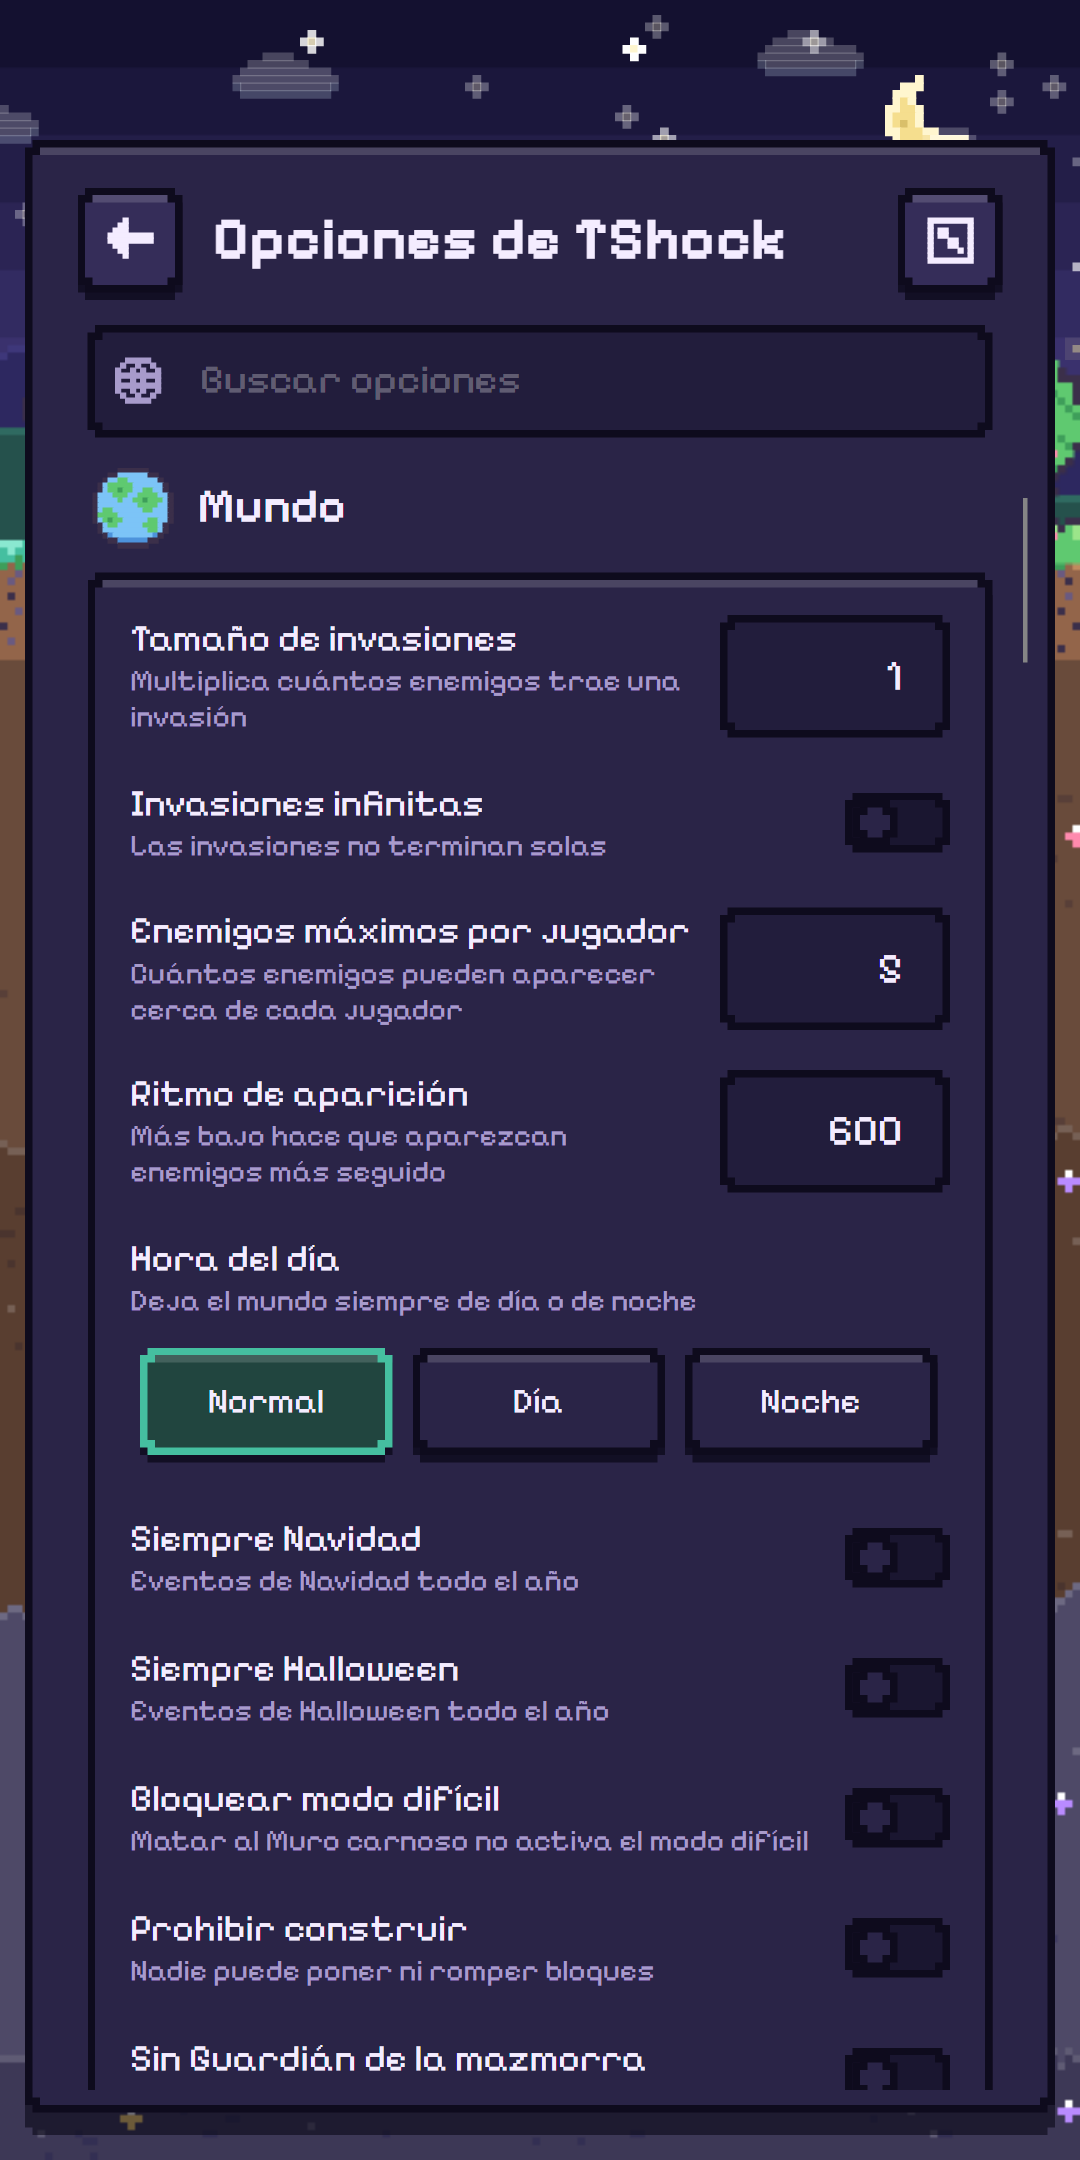 Opciones de TShock
Buscar opciones
Mundo
Tamaño de invasiones
Multiplica cuántos enemigos trae una
invasión
1
Invasiones infinitas
Las invasiones no terminan solas
Enemigos máximos por jugador
Cuántos enemigos pueden aparecer
cerca de cada jugador
8
Ritmo de aparición
Más bajo hace que aparezcan
enemigos más seguido
600
Hora del día
Deja el mundo siempre de día o de noche
Normal
Día
Noche
Siempre Navidad
Eventos de Navidad todo el año
Siempre Halloween
Eventos de Halloween todo el año
Bloquear modo difícil
Matar al Muro carnoso no activa el modo difícil
Prohibir construir
Nadie puede poner ni romper bloques
Sin Guardián de la mazmorra